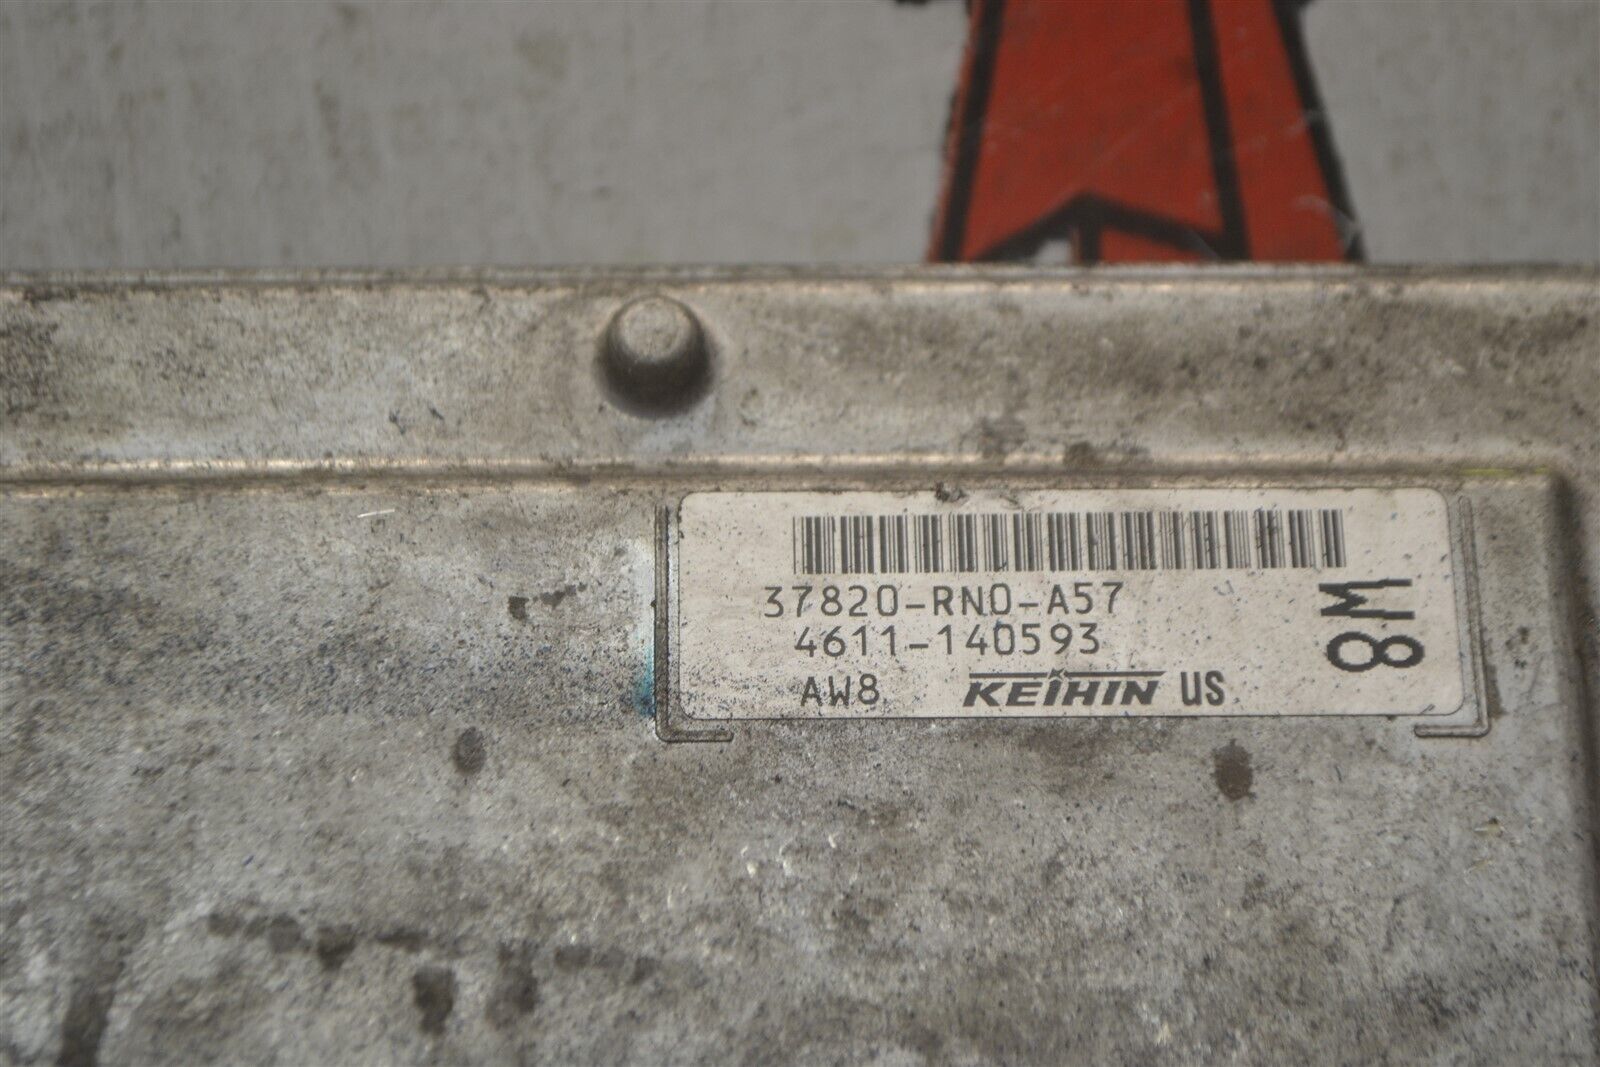 37820-RN0-A57
4611-140593
AW8 KEIHIN US
8M